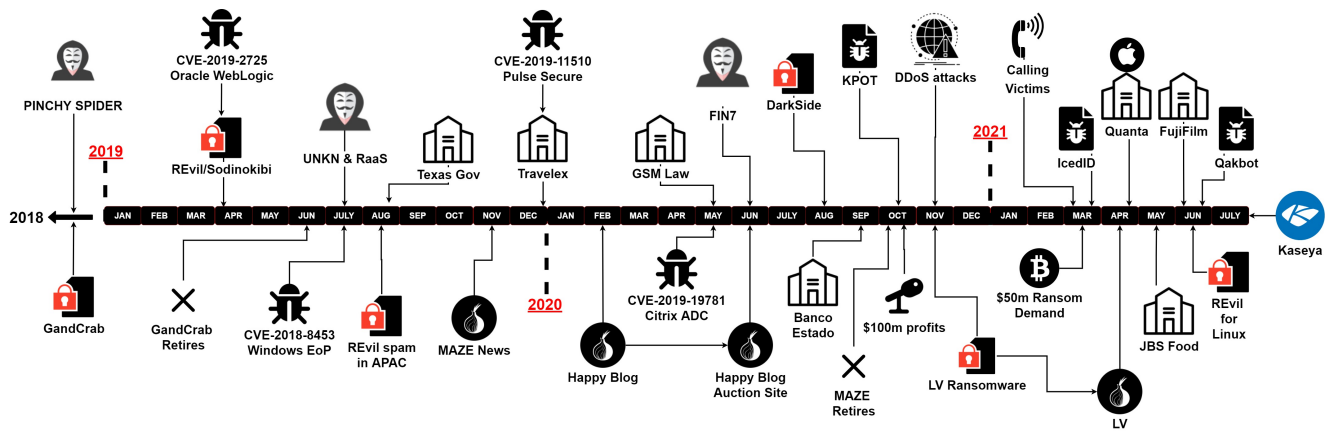 CVE-2019-2725
Oracle WebLogic
CVE-2019-11510
Pulse Secure
PINCHY SPIDER
UNKN & RaaS
FIN7
DarkSide
KPOT
DDoS attacks
Calling
Victims
IcedID
Quanta
FujiFilm
Qakbot
2019
REvil/Sodinokibi
Texas Gov
Travelex
GSM Law
2021
2018
JAN FEB MAR APR MAY JUN JULY AUG SEP OCT NOV DEC JAN FEB MAR APR MAY JUN JULY AUG SEP OCT NOV DEC JAN FEB MAR APR MAY JUN JULY
Kaseya
GandCrab
GandCrab
Retires
CVE-2018-8453
Windows EoP
REvil spam
in APAC
MAZE News
2020
Happy Blog
CVE-2019-19781
Citrix ADC
Happy Blog
Auction Site
Banco
Estado
MAZE
Retires
$100m profits
LV Ransomware
$50m Ransom
Demand
LV
JBS Food
REvil
for
Linux